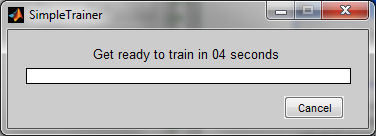 SimpleTrainer
Get ready to train in 04 seconds
Cancel